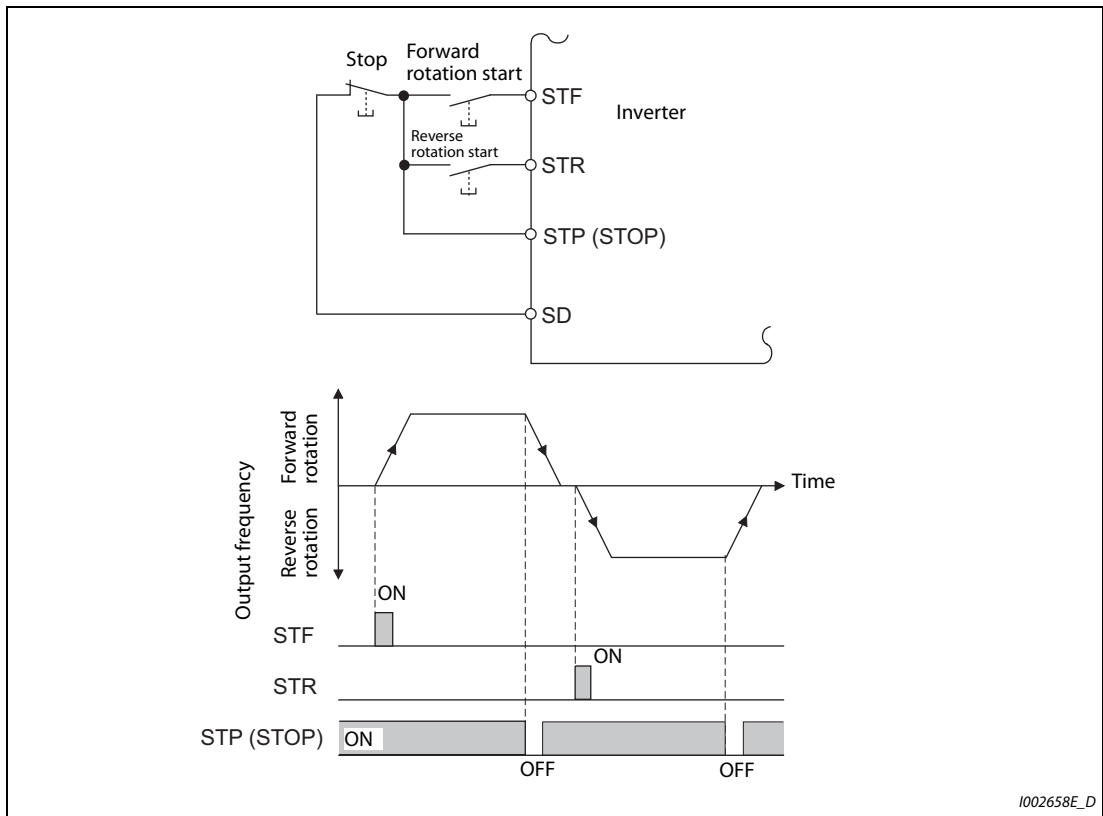 Stop
Forward
rotation start
STF
Inverter
Reverse
rotation start
STR
STP (STOP)
SD
Output frequency
Forward
rotation
Reverse
rotation
Time
ON
STF
ON
STR
STP (STOP)
ON
OFF
OFF
I002658E_D